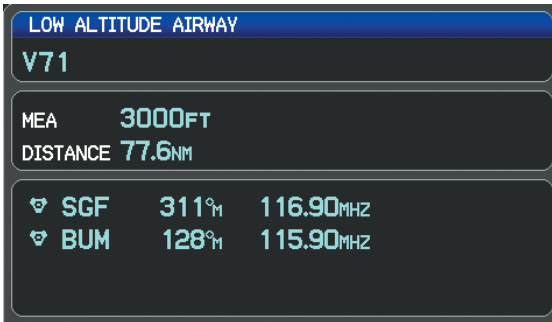 LOW ALTITUDE AIRWAY
V71
MEA 3000FT
DISTANCE 77.6NM
SGF 311°M 116.90MHZ
BUM 128°M 115.90MHZ